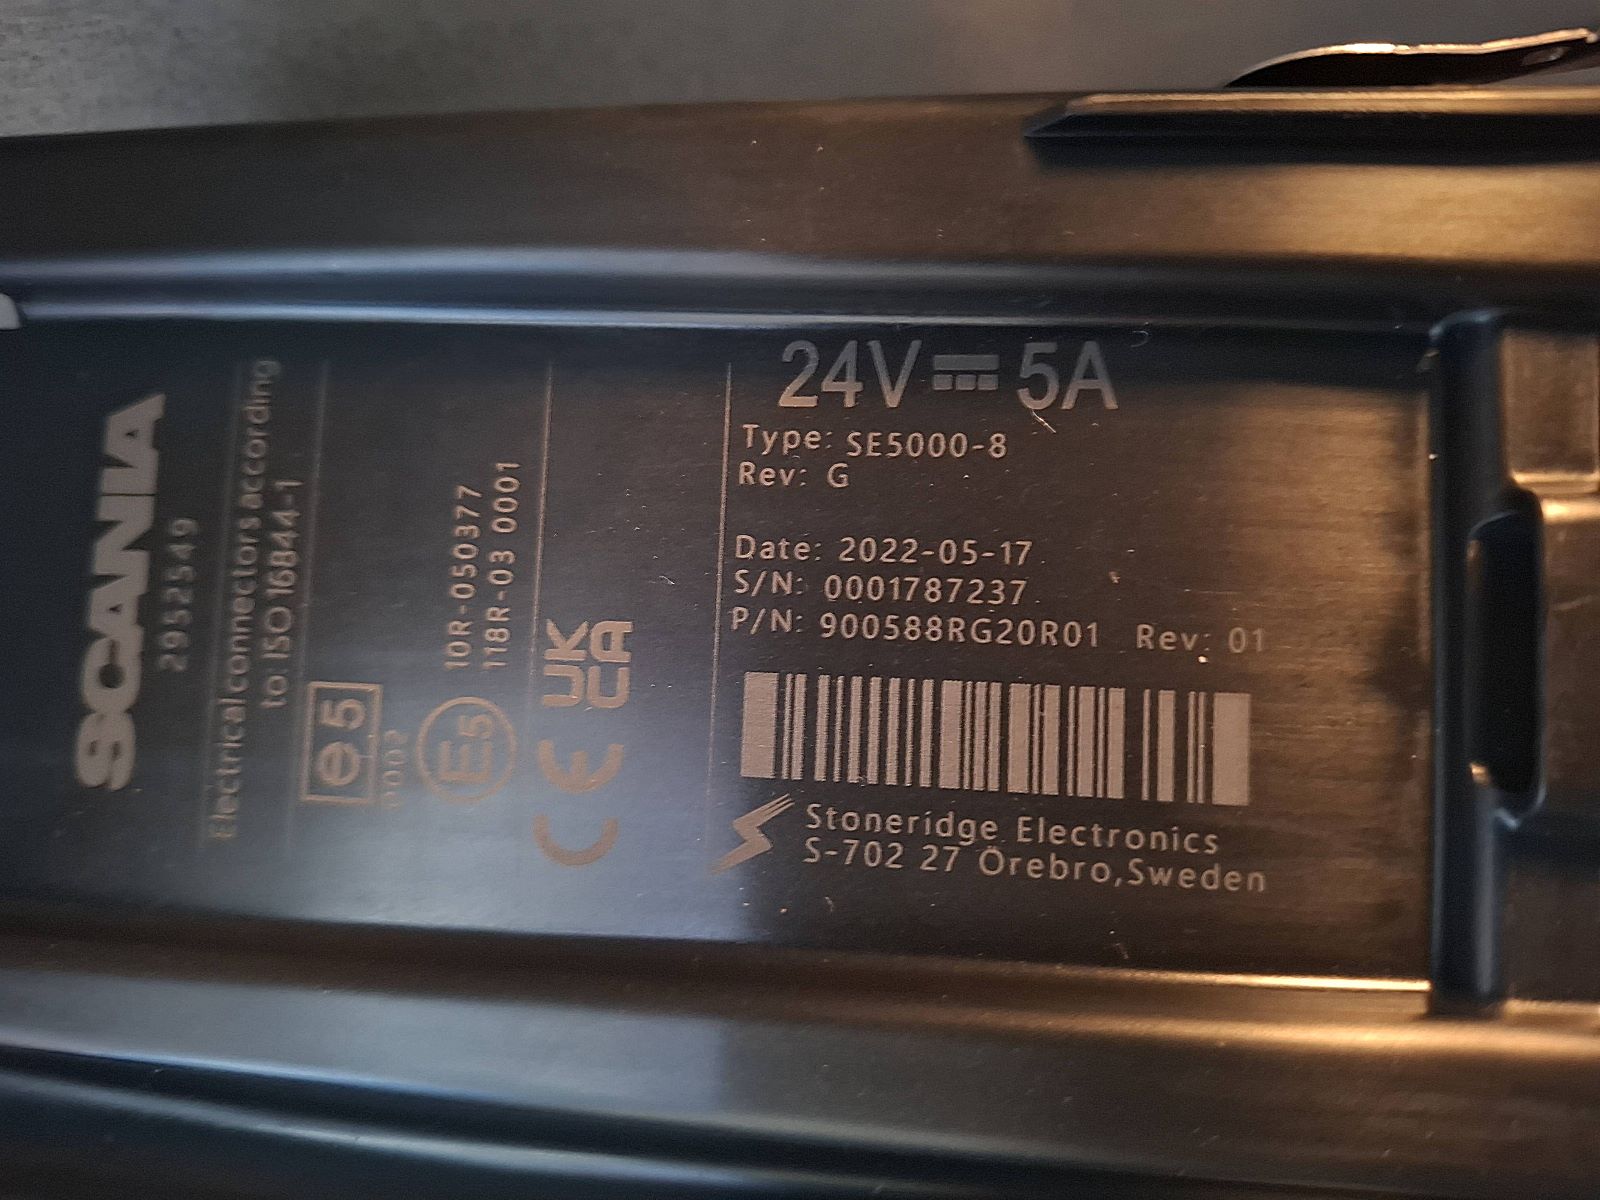 SCANIA
2952549
Electrical connectors according
to ISO 16844-1
e5
0002
E5
10R-050377
118R-03 0001
CE
UK
CA
24V 5A
Type: SE5000-8
Rev: G
Date: 2022-05-17
S/N: 0001787237
P/N: 900588RG20R01 Rev: 01
Stoneridge Electronics
S-702 27 Örebro,Sweden